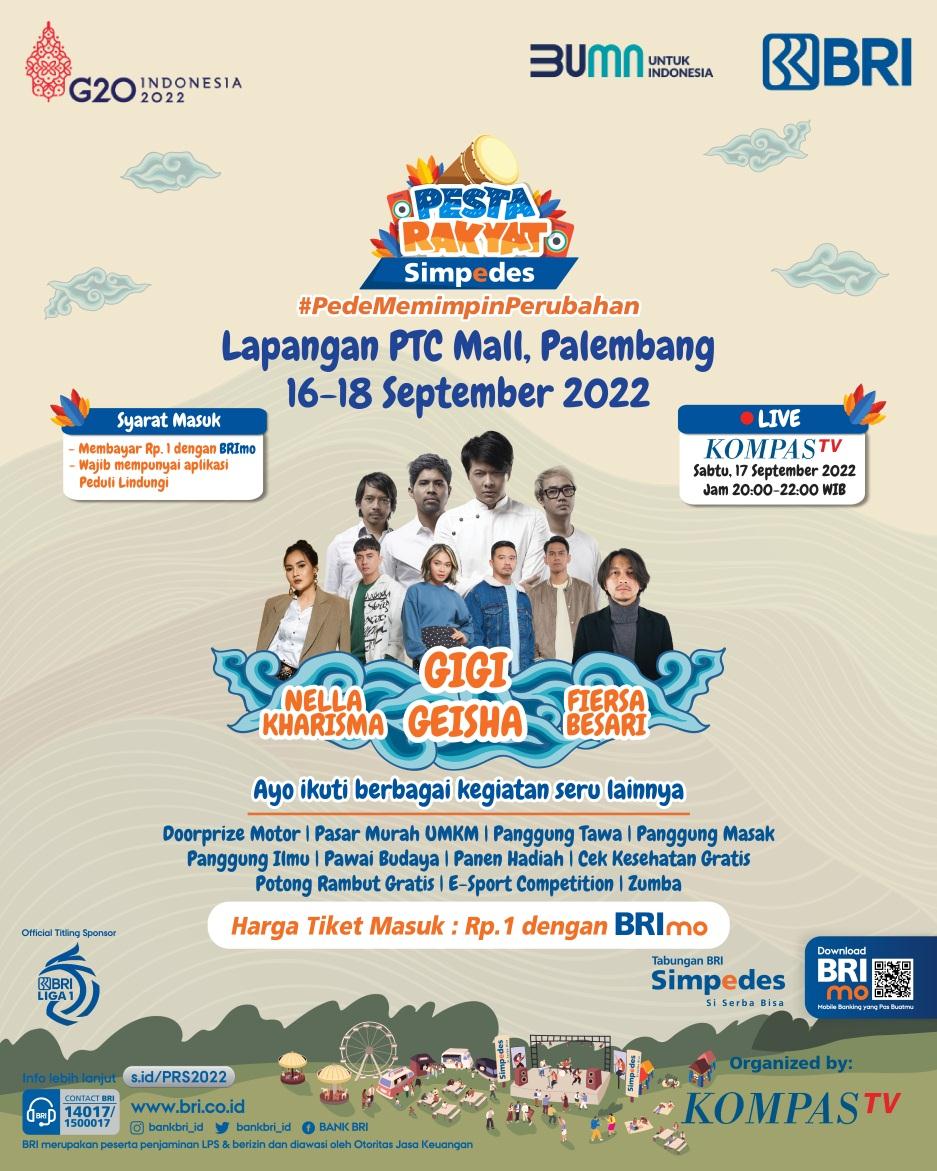 G20 INDONESIA 2022
BUMN UNTUK INDONESIA
BRI
PESTA
RAKYAT
Simpedes
#PedeMemimpinPerubahan
Lapangan PTC Mall, Palembang
16-18 September 2022
Syarat Masuk
- Membayar Rp. 1 dengan BRImo
- Wajib mempunyai aplikasi
Peduli Lindungi
LIVE
KOMPAS TV
Sabtu, 17 September 2022
Jam 20:00-22:00 WIB
GIGI
NELLA
KHARISMA
GEISHA
FIERSA
BESARI
Ayo ikuti berbagai kegiatan seru lainnya
Doorprize Motor | Pasar Murah UMKM | Panggung Tawa | Panggung Masak
Panggung Ilmu | Pawai Budaya | Panen Hadiah | Cek Kesehatan Gratis
Potong Rambut Gratis | E-Sport Competition | Zumba
Harga Tiket Masuk : Rp.1 dengan BRImo
Official Titling Sponsor
BRI
LIGA 1
Tabungan BRI
Simpedes
Si Serba Bisa
Download
BRI
mo
Mobile Banking yang Pas Buatmu
Simpedes
Simpedes
Organized by:
KOMPAS TV
Info lebih lanjut s.id/PRS2022
BRI
CONTACT BRI
14017/
1500017
www.bri.co.id
bankbri_id bankbri_id BANK BRI
BRI merupakan peserta penjaminan LPS & berizin dan diawasi oleh Otoritas Jasa Keuangan